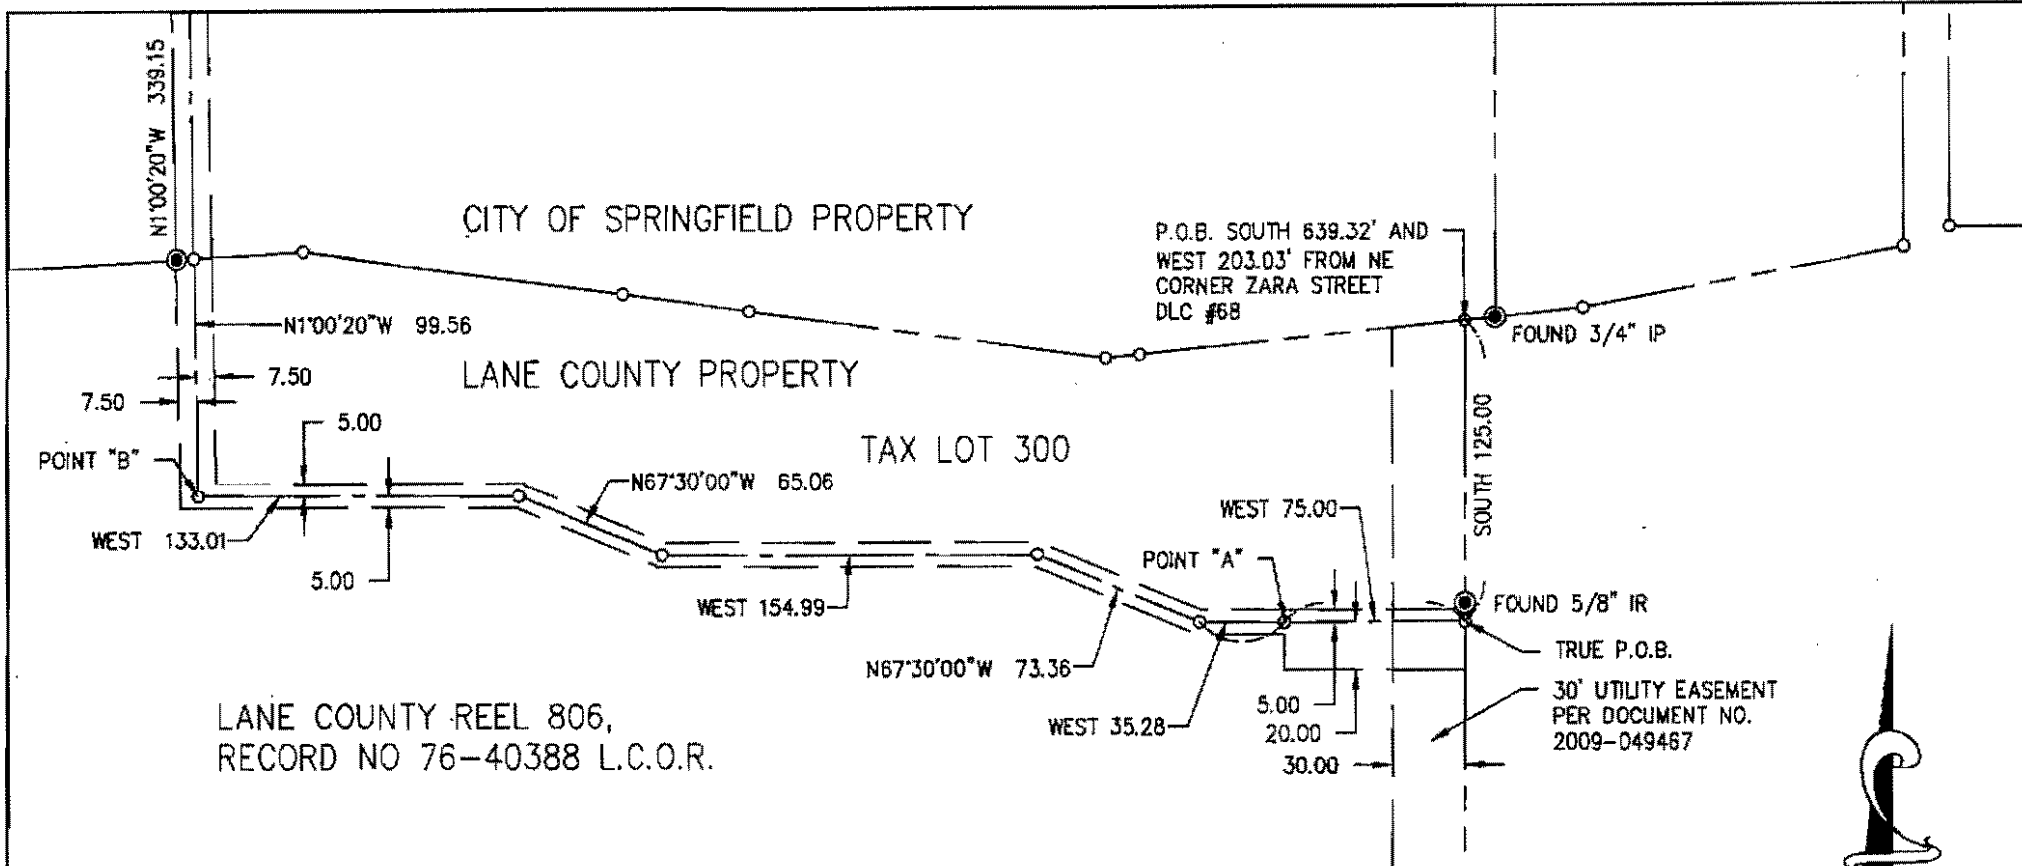 N1°00'20"W 339.15
CITY OF SPRINGFIELD PROPERTY
P.O.B. SOUTH 639.32' AND
WEST 203.03' FROM NE
CORNER ZARA STREET
DLC #68
FOUND 3/4" IP
N1°00'20"W 99.56
LANE COUNTY PROPERTY
7.50
7.50
5.00
SOUTH 125.00
TAX LOT 300
POINT "B"
N67°30'00"W 65.06
WEST 75.00
WEST 133.01
5.00
POINT "A"
WEST 154.99
FOUND 5/8" IR
TRUE P.O.B.
N67°30'00"W 73.36
30' UTILITY EASEMENT
PER DOCUMENT NO.
2009-049467
5.00
WEST 35.28
20.00
30.00
LANE COUNTY REEL 806,
RECORD NO 76-40388 L.C.O.R.